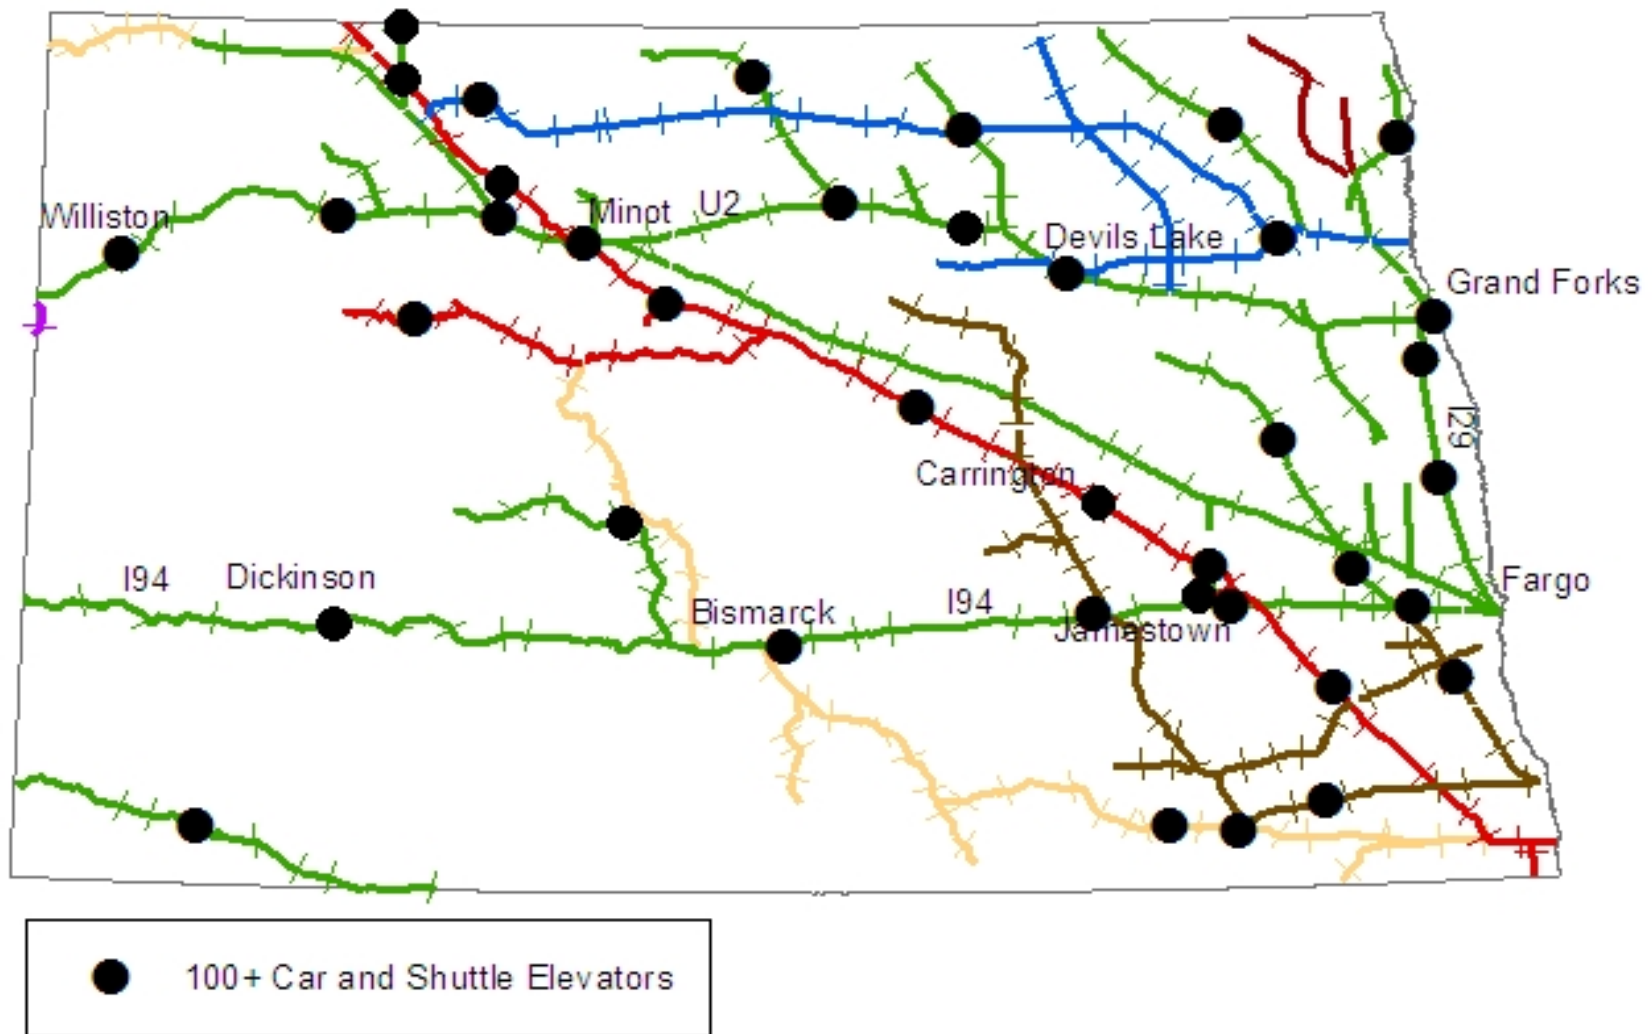 Williston
Minot
U2
Devils Lake
Grand Forks
I29
Carrington
I94
Dickinson
Bismarck
I94
Jamestown
Fargo
100+ Car and Shuttle Elevators